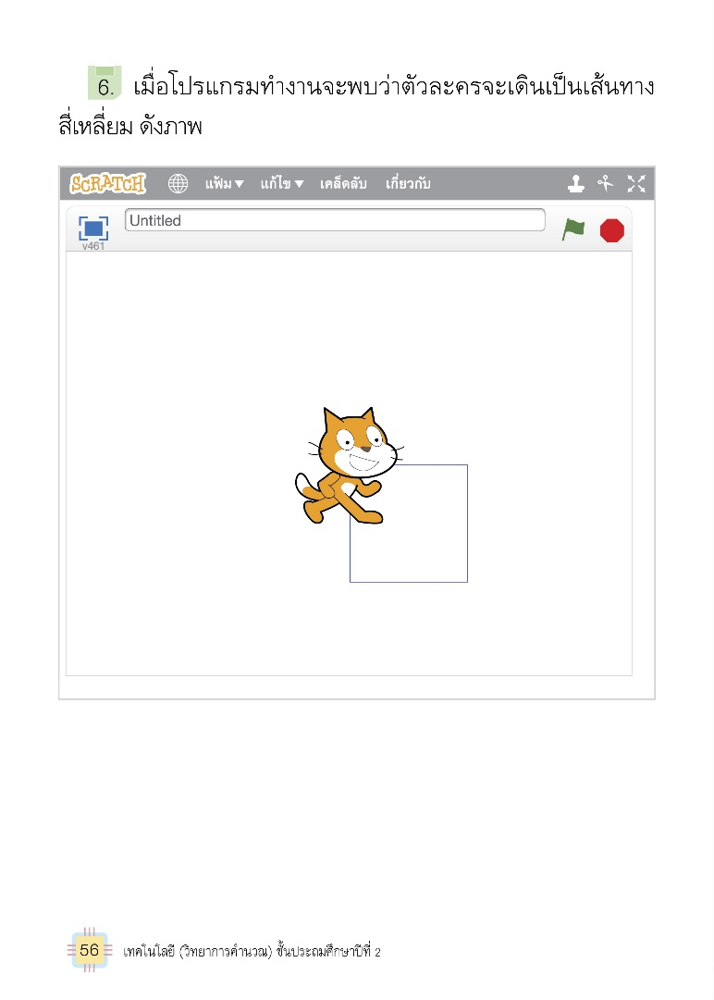 6. เมื่อโปรแกรมทำงานจะพบว่าตัวละครจะเดินเป็นเส้นทาง
สี่เหลี่ยม ดังภาพ
SCRATCH แฟ้ม แก้ไข เคล็ดลับ เกี่ยวกับ
Untitled
v461
56 เทคโนโลยี (วิทยาการคำนวณ) ชั้นประถมศึกษาปีที่ 2